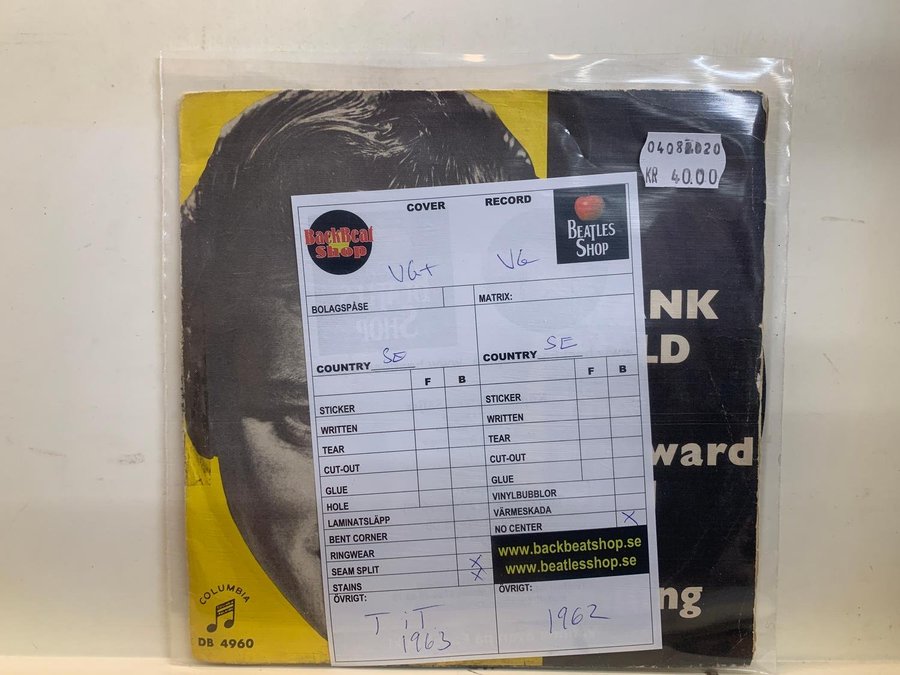 04082020
KR 40.00
COVER RECORD
BackBeat
Shop
BEATLES
SHOP
VG+ VG
BOLAGSPÅSE
MATRIX:
COUNTRY SE
COUNTRY SE
F B
STICKER
WRITTEN
TEAR
CUT-OUT
GLUE
HOLE
LAMINATSLÄPP
BENT CORNER
RINGWEAR
SEAM SPLIT X
STAINS X
ÖVRIGT:
T iT
1963
F B
STICKER
WRITTEN
TEAR
CUT-OUT
GLUE
VINYLBUBBLOR
VÄRMESKADA
NO CENTER X
www.backbeatshop.se
www.beatlesshop.se
ÖVRIGT:
1962
ANK
LD
ward
ng
COLUMBIA
DB 4960